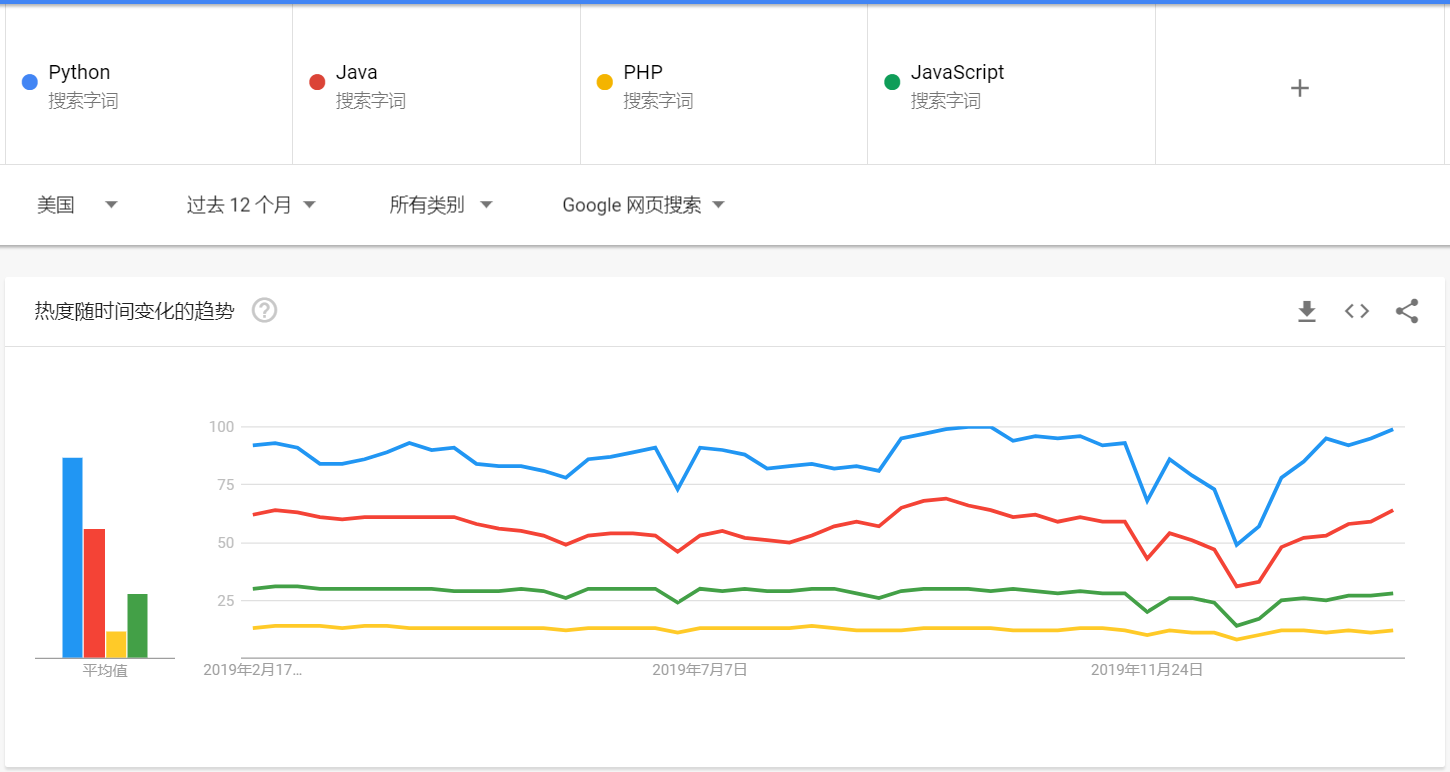 Python
搜索字词
Java
搜索字词
PHP
搜索字词
JavaScript
搜索字词
+
美国
过去 12 个月
所有类别
Google 网页搜索
热度随时间变化的趋势
?
100
75
50
25
平均值
2019年2月17...
2019年7月7日
2019年11月24日